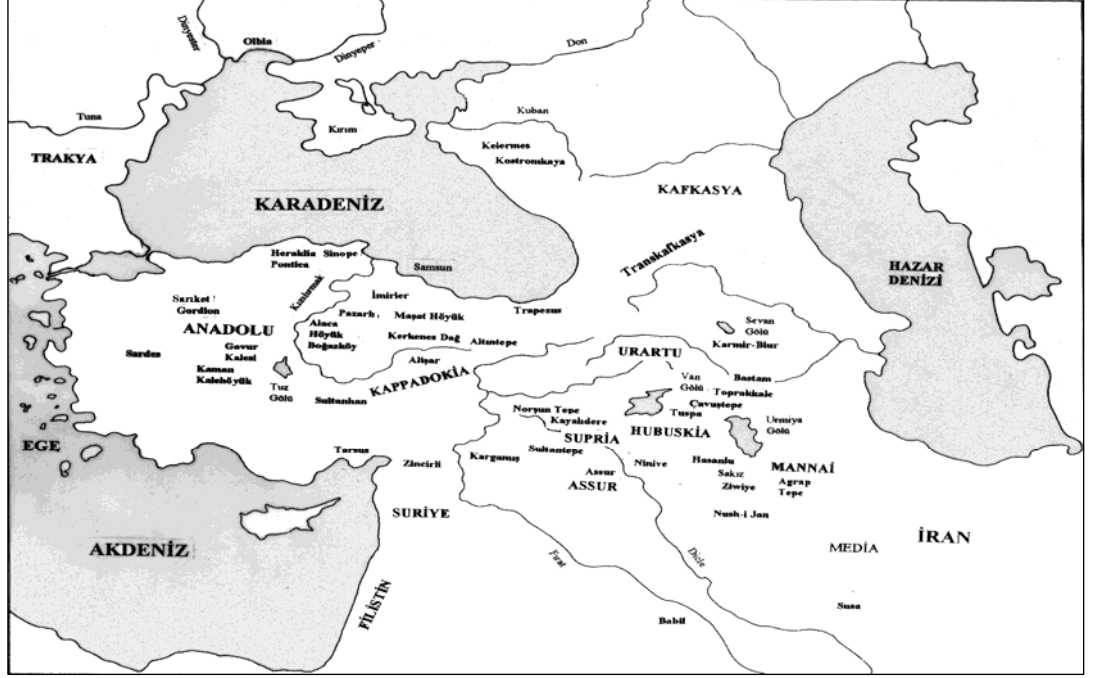 Dinyester
Olbia
Dinyeper
Don
Tuna
Kırım
Kuban
TRAKYA
Kelermes
Kostromkaya
KAFKASYA
KARADENİZ
Transkafkasya
HAZAR
DENİZİ
Heraklia
Pontica
Sinope
Samsun
Kızılırmak
İmirler
Sarıket
Gordion
Pazarlı
Maşat Höyük
Trapezus
Sevan
Gölü
ANADOLU
Alaca
Höyük
Boğazköy
Kerkenes Dağ
Altıntepe
Karmir-Blur
Sardes
Gavur
Kalesi
Alişar
URARTU
Kaman
Kalehöyük
Tuz
Gölü
KAPPADOKİA
Sultanhan
Van
Gölü
Bastam
Toprakkale
Çavuştepe
Norşun Tepe
Kayalıdere
Tuspa
Urmiya
Gölü
HUBUSKİA
SUPRİA
EGE
Tarsus
Zincirli
Kargamış
Sultantepe
Ninive
Hasanlu
Sakız
Ziwiye
MANNAİ
Agrap
Tepe
Assur
ASSUR
SURİYE
Nush-i Jan
AKDENİZ
MEDİA
İRAN
Fırat
Dicle
FİLİSTİN
Susa
Babil